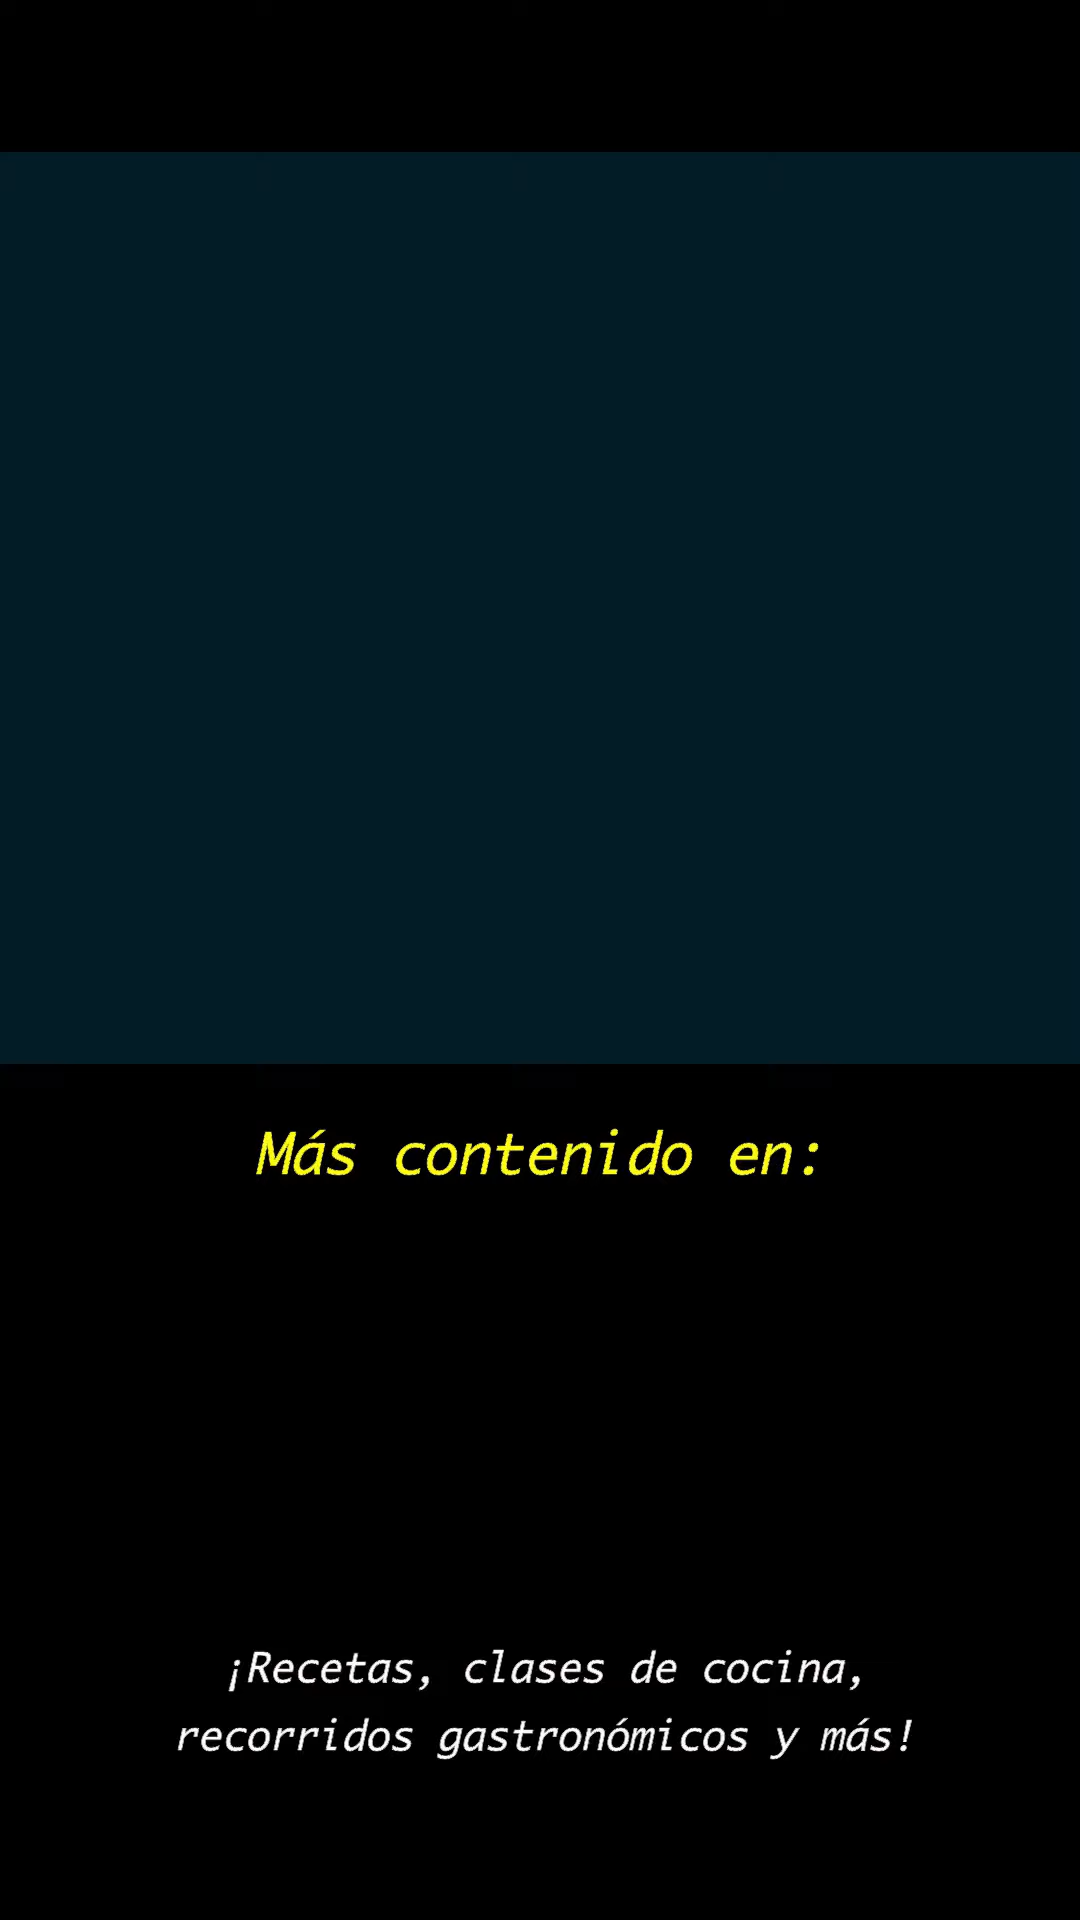 Más contenido en:
¡Recetas, clases de cocina,
recorridos gastronómicos y más!